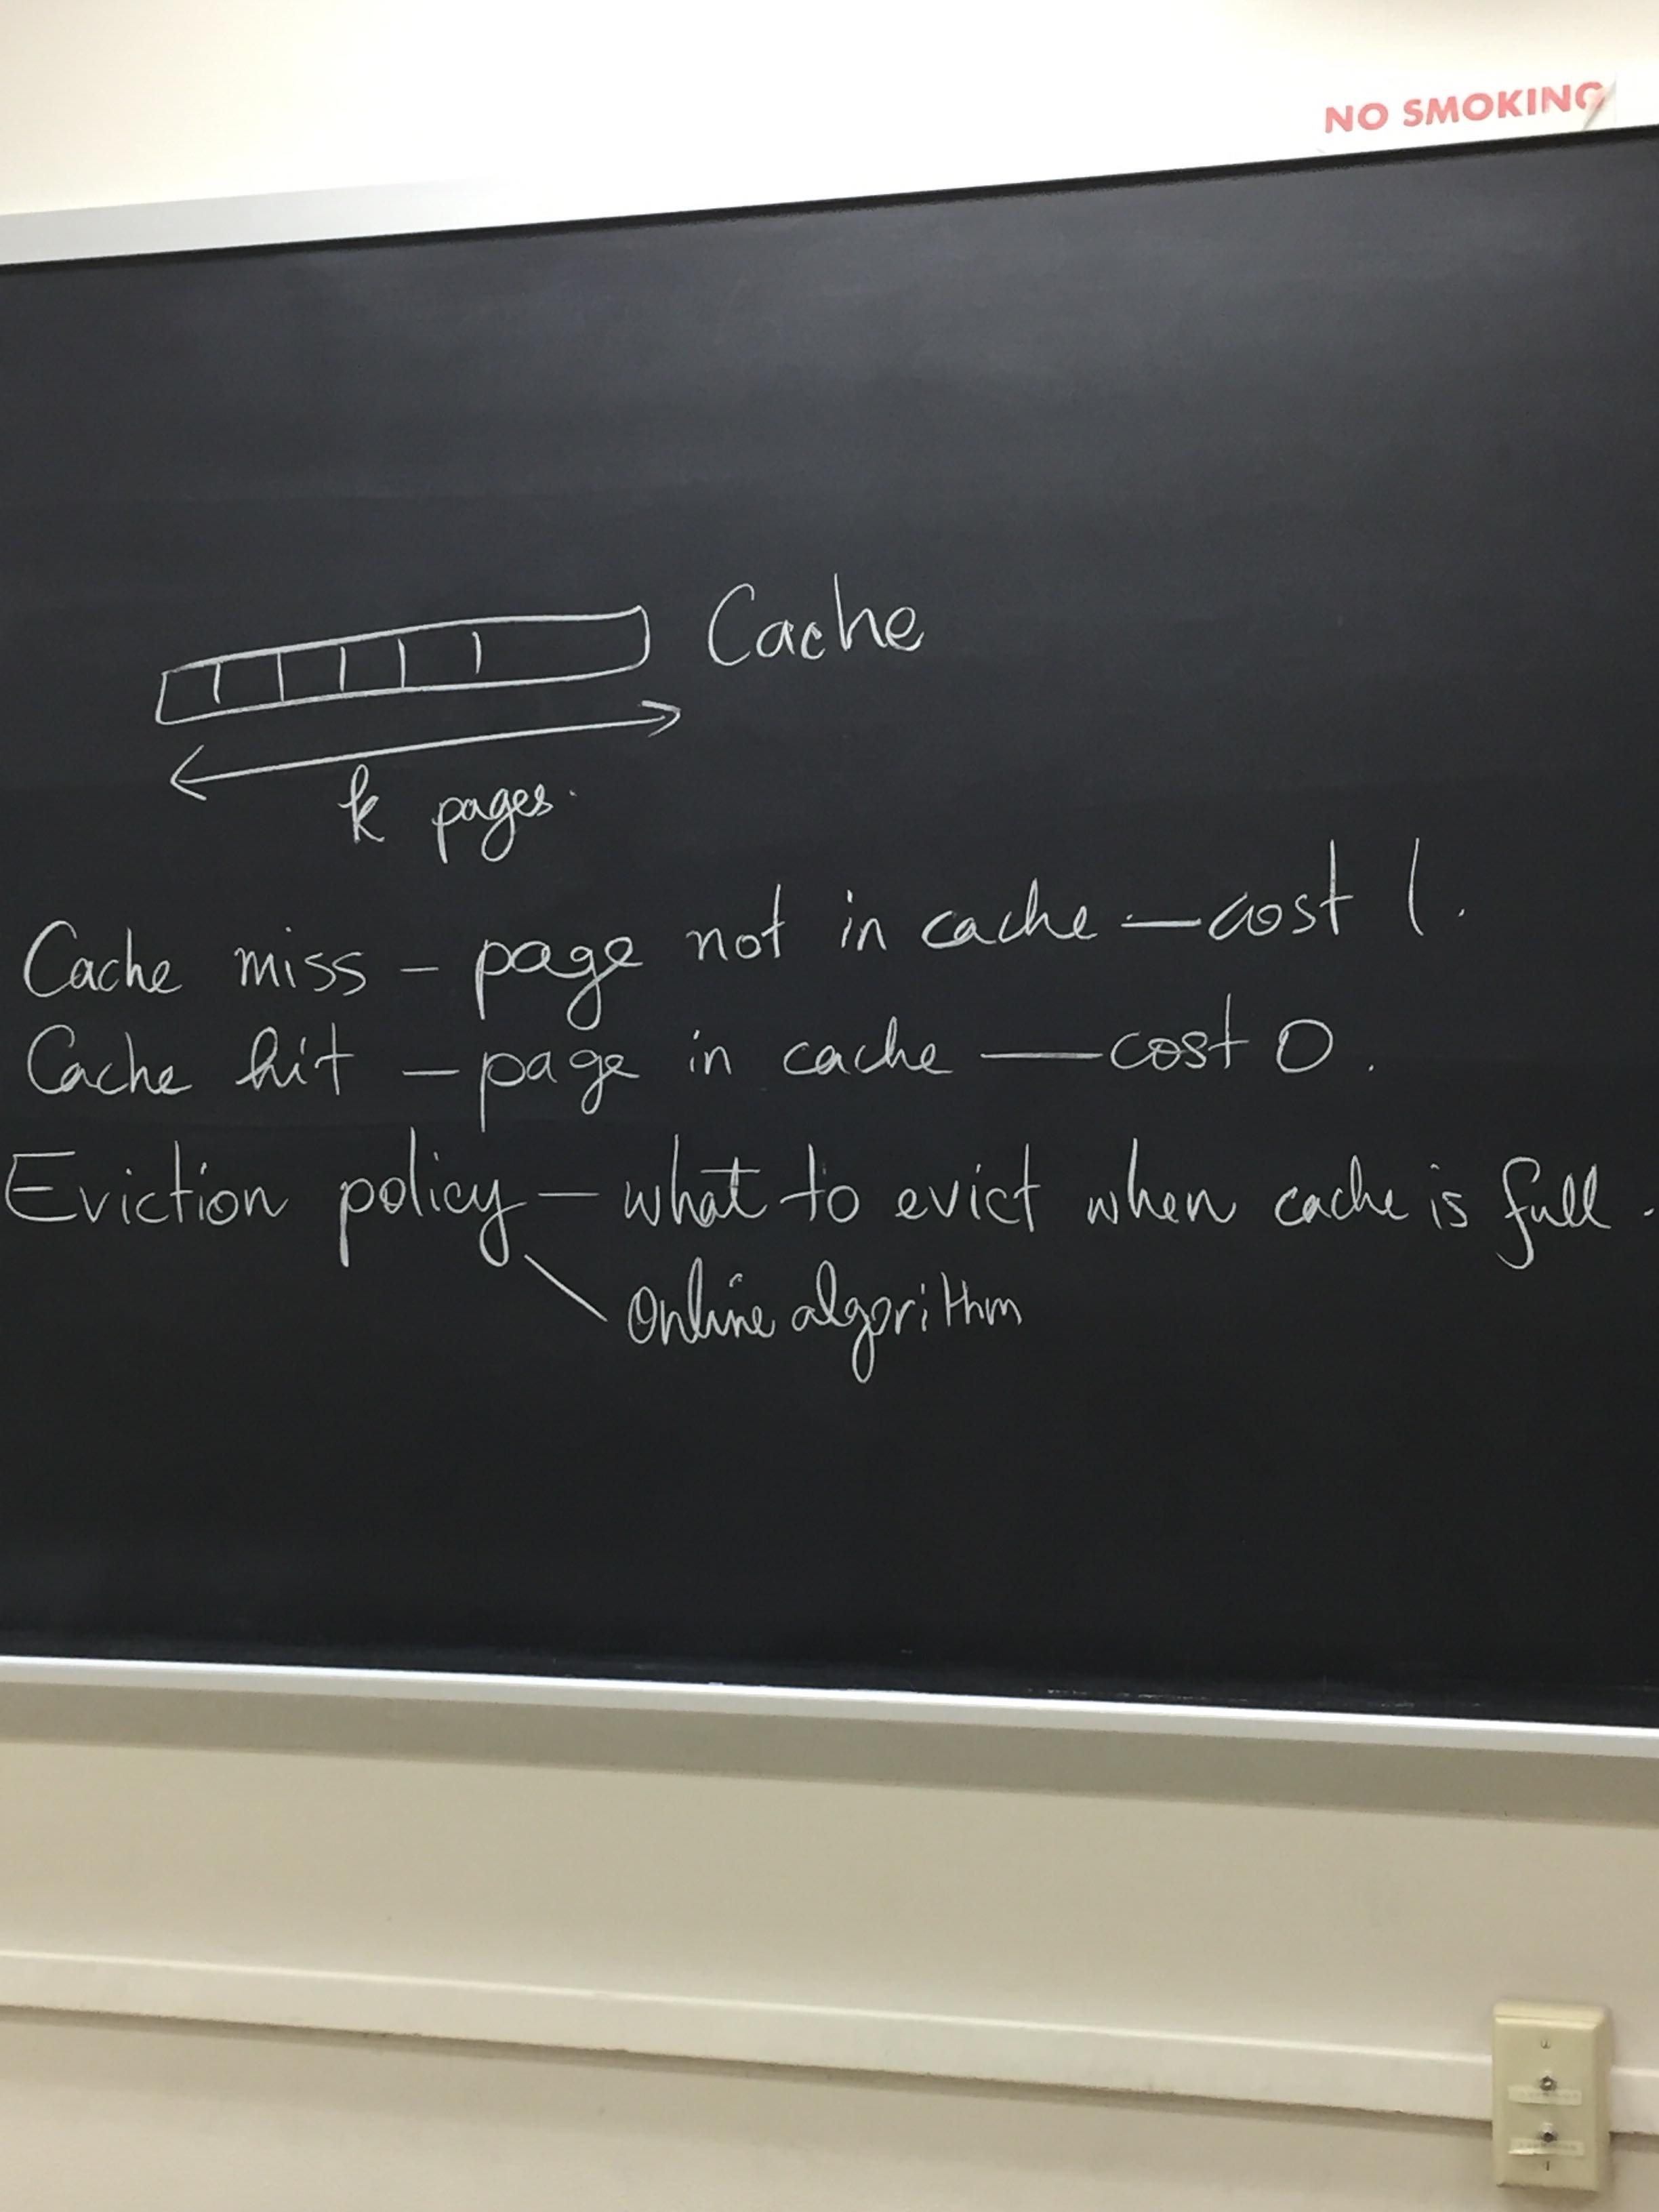 NO SMOKING
Cache
k pages.
Cache miss – page not in cache — cost 1.
Cache hit – page in cache — cost 0.
Eviction policy – what to evict when cache is full.
Online algorithm